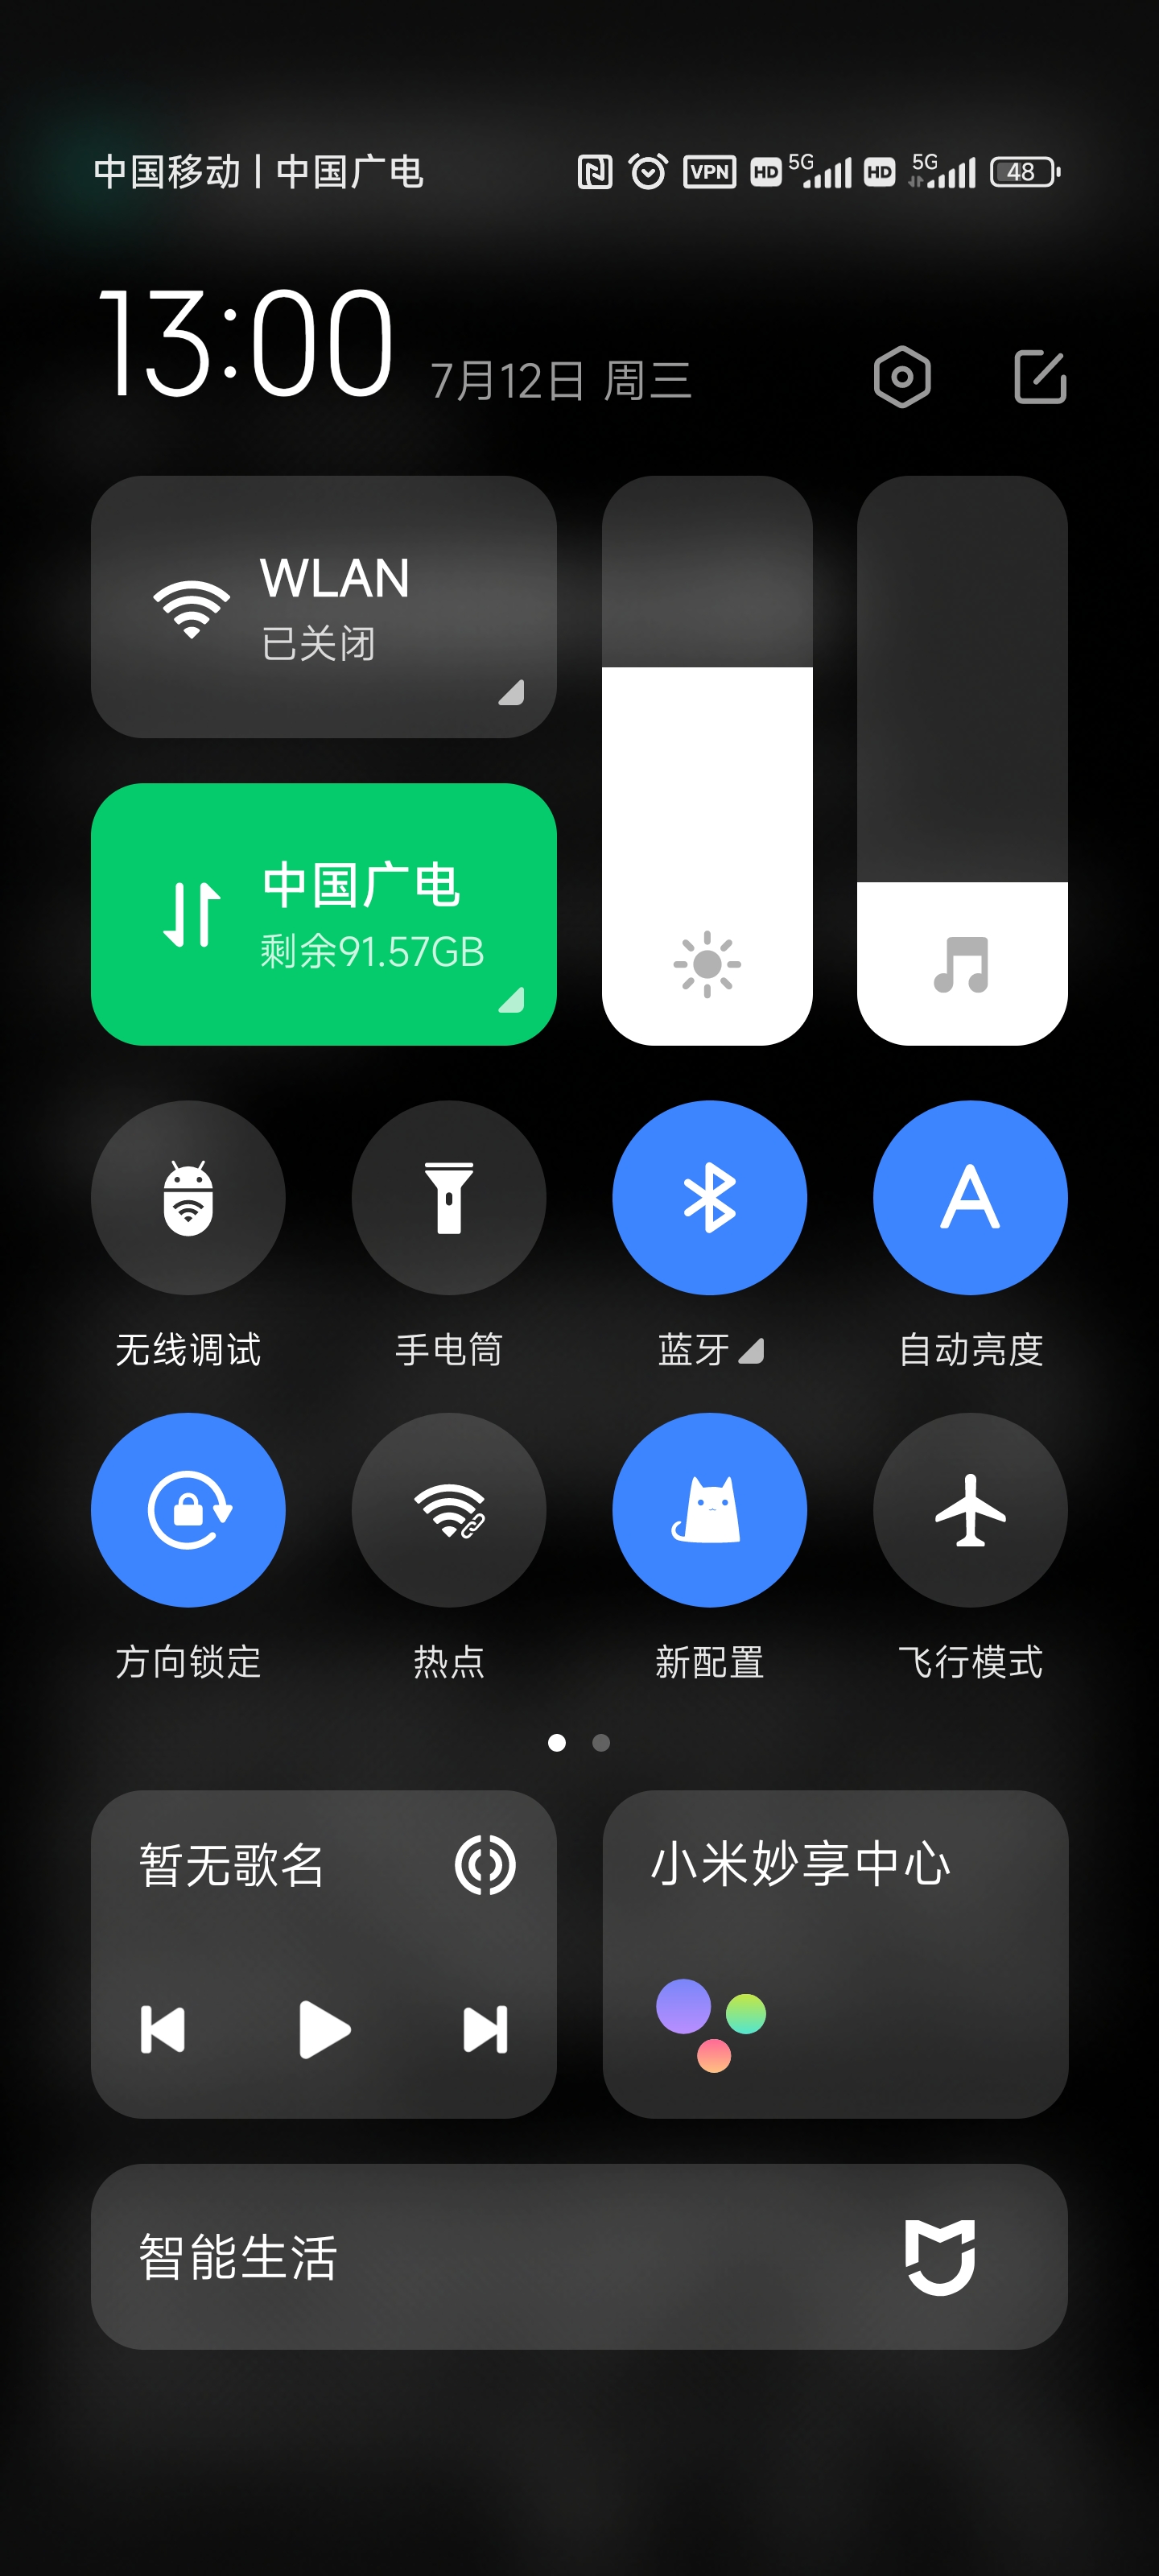 中国移动 | 中国广电 VPN HD 5G HD 5G 48
13:00 7月12日 周三
WLAN
已关闭
中国广电
剩余91.57GB
无线调试 手电筒 蓝牙 自动亮度
方向锁定 热点 新配置 飞行模式
暂无歌名 小米妙享中心
智能生活